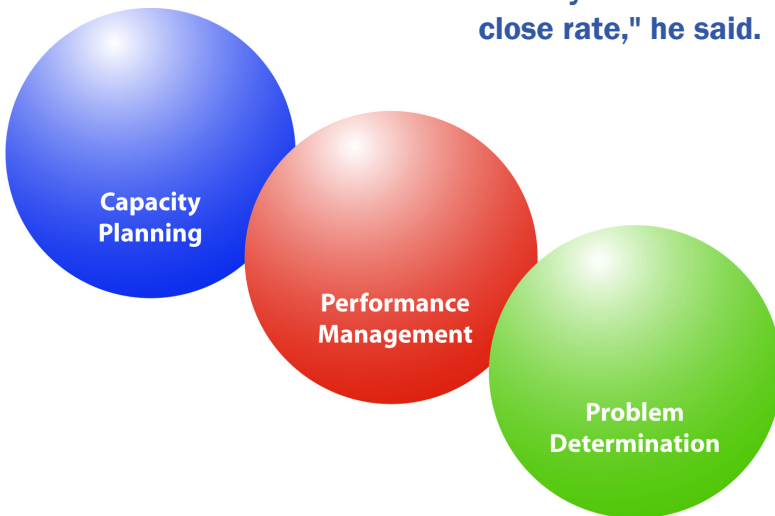 close rate," he said.
Capacity
Planning
Performance
Management
Problem
Determination